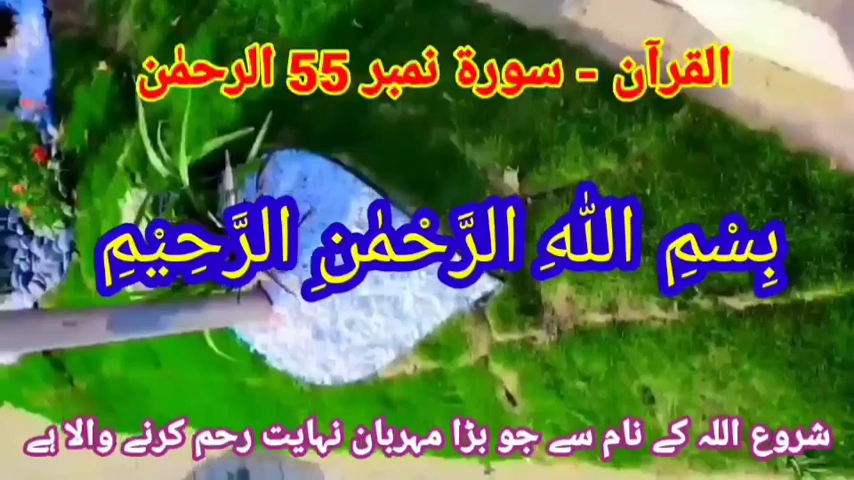 القرآن - سورة نمبر 55 الرحمٰن
بِسْمِ اللّٰهِ الرَّحْمٰنِ الرَّحِيْمِ
شروع اللہ کے نام سے جو بڑا مہربان نہایت رحم کرنے والا ہے